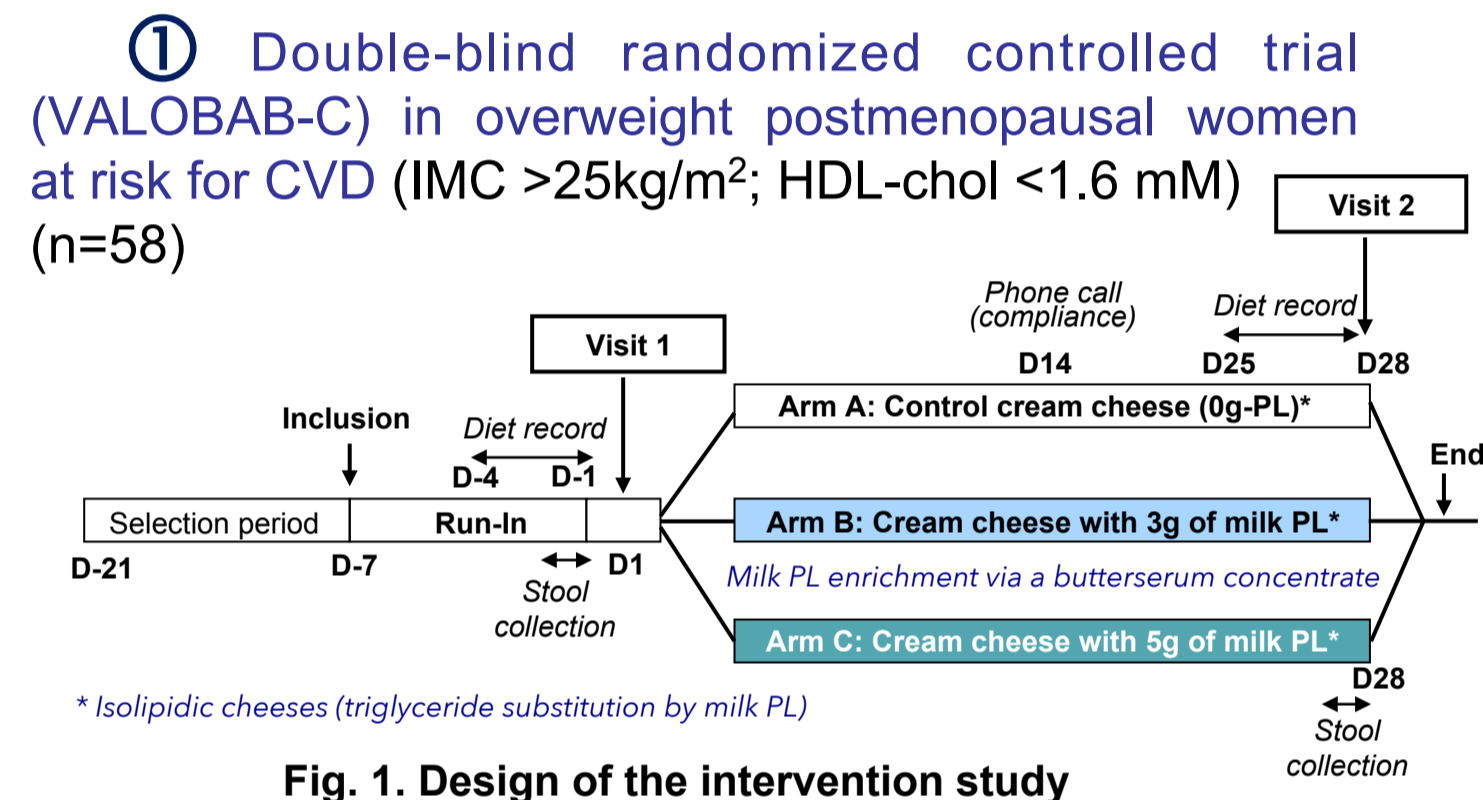 ① Double-blind randomized controlled trial
(VALOBAB-C) in overweight postmenopausal women
at risk for CVD (IMC >25kg/m²; HDL-chol <1.6 mM)
(n=58)
Visit 2
Phone call
(compliance)
Diet record
Visit 1
D14
D25
D28
Arm A: Control cream cheese (0g-PL)*
Inclusion
Diet record
D-4
D-1
End
Selection period
Run-In
Arm B: Cream cheese with 3g of milk PL*
D-21
D-7
D1
Stool
collection
Milk PL enrichment via a butterserum concentrate
Arm C: Cream cheese with 5g of milk PL*
D28
Stool
collection
* Isolipidic cheeses (triglyceride substitution by milk PL)
Fig. 1. Design of the intervention study